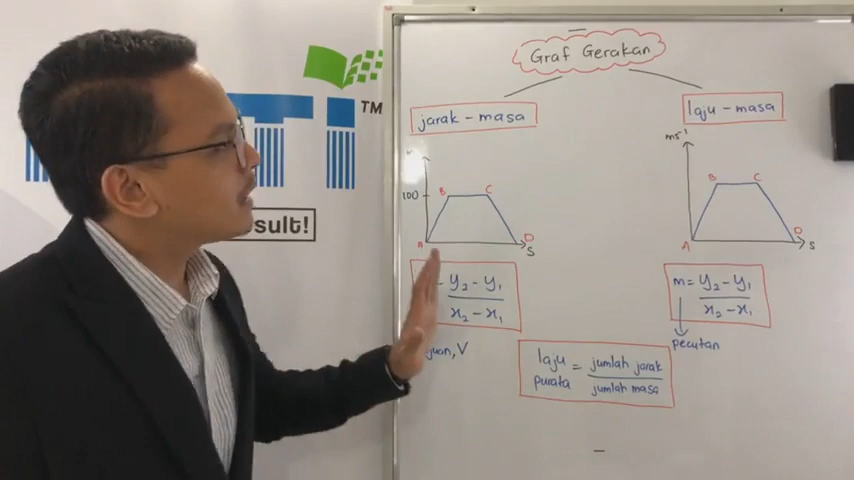 Graf Gerakan
jarak - masa
laju - masa
TM
ms⁻¹
100
B
C
A
D
S
B
C
A
D
S
sult!
- y₂ - y₁
x₂ - x₁
m = y₂ - y₁
x₂ - x₁
pecutan
juan, V
laju purata = jumlah jarak
jumlah masa